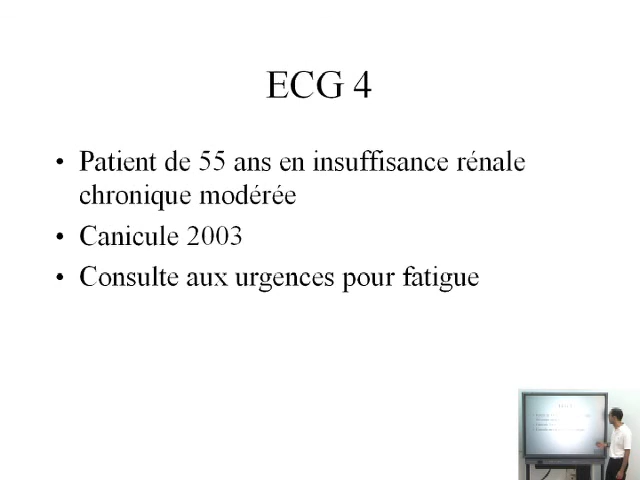 ECG 4
• Patient de 55 ans en insuffisance rénale
chronique modérée
• Canicule 2003
• Consulte aux urgences pour fatigue